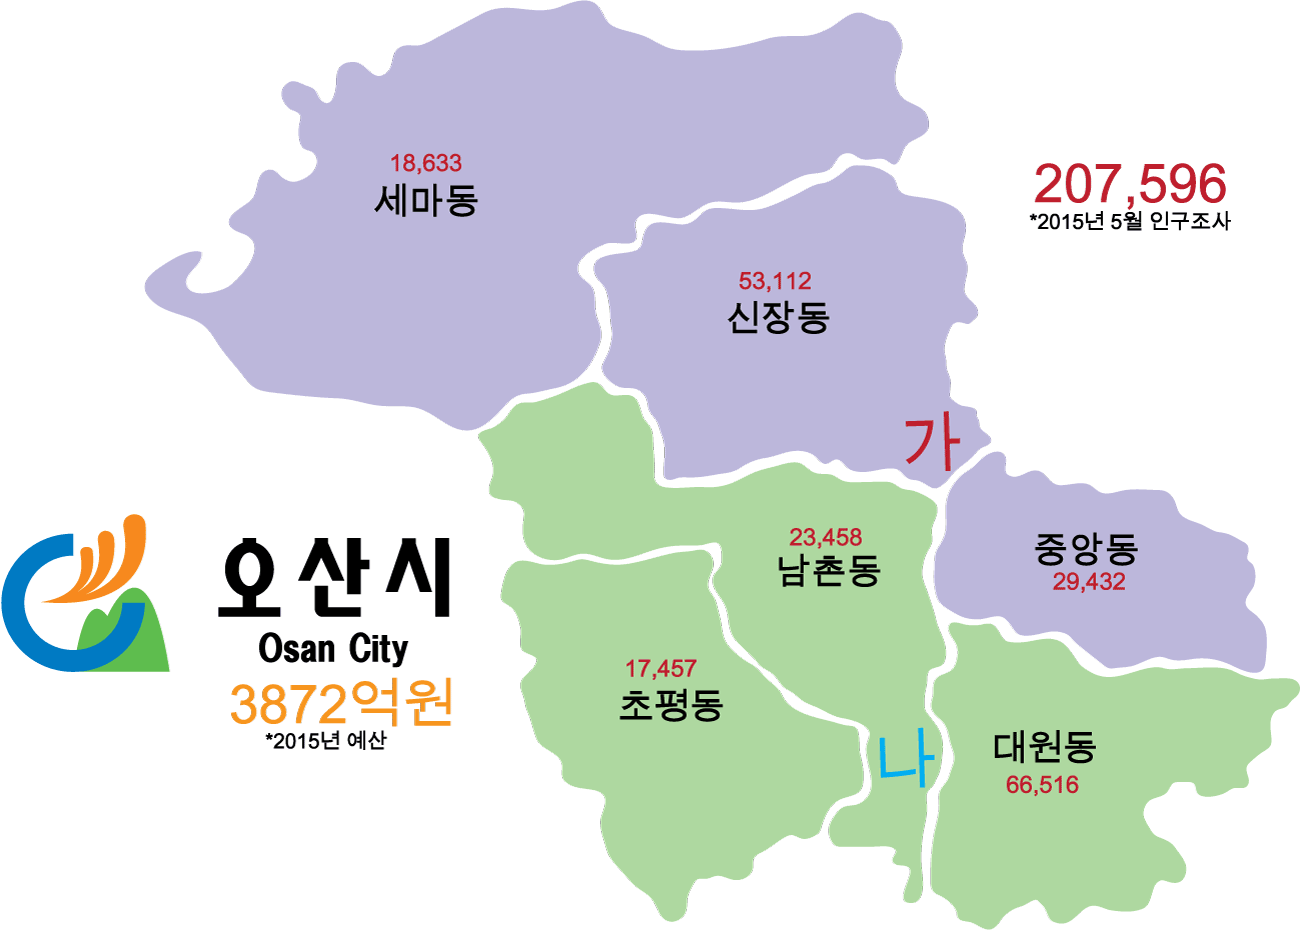 18,633
세마동
207,596
*2015년 5월 인구조사
53,112
신장동
가
23,458
남촌동
중앙동
29,432
오산시
Osan City
3872억원
*2015년 예산
17,457
초평동
나
대원동
66,516